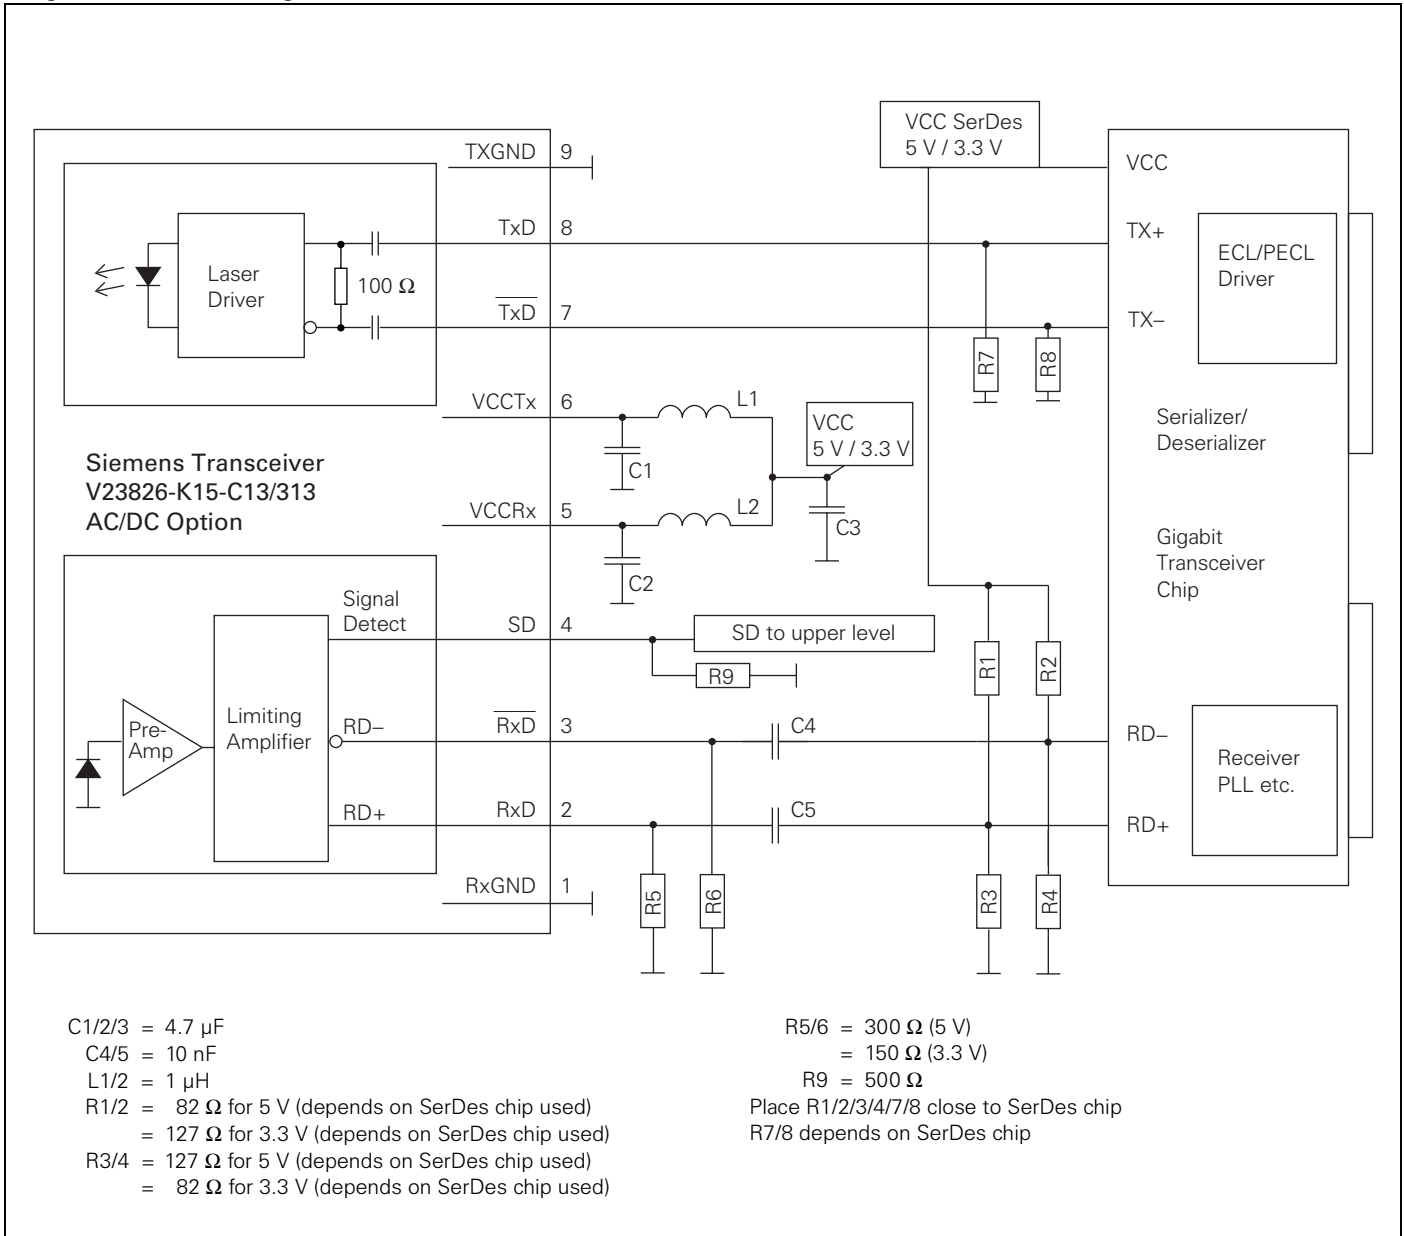 VCC SerDes
5 V / 3.3 V
TXGND 9
VCC
TxD 8
TX+
Laser
Driver
100 Ω
ECL/PECL
Driver
TxD 7
TX–
R7
R8
VCCTx 6
L1
VCC
5 V / 3.3 V
Serializer/
Deserializer
C1
Siemens Transceiver
V23826-K15-C13/313
AC/DC Option
VCCRx 5
L2
C3
Gigabit
Transceiver
Chip
C2
Signal
Detect
SD 4
SD to upper level
R9
R1
R2
Pre-
Amp
Limiting
Amplifier
RD–
RxD 3
C4
RD–
Receiver
PLL etc.
RD+
RxD 2
C5
RD+
RxGND 1
R5
R6
R3
R4
C1/2/3 = 4.7 µF
C4/5 = 10 nF
L1/2 = 1 µH
R1/2 = 82 Ω for 5 V (depends on SerDes chip used)
= 127 Ω for 3.3 V (depends on SerDes chip used)
R3/4 = 127 Ω for 5 V (depends on SerDes chip used)
= 82 Ω for 3.3 V (depends on SerDes chip used)
R5/6 = 300 Ω (5 V)
= 150 Ω (3.3 V)
R9 = 500 Ω
Place R1/2/3/4/7/8 close to SerDes chip
R7/8 depends on SerDes chip